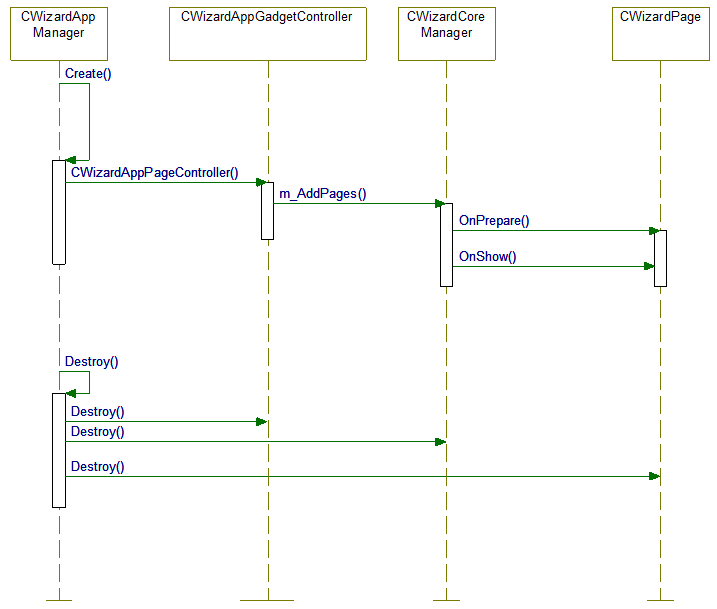 CWizardApp
Manager
CWizardAppGadgetController
CWizardCore
Manager
CWizardPage
Create()
CWizardAppPageController()
m_AddPages()
OnPrepare()
OnShow()
Destroy()
Destroy()
Destroy()
Destroy()